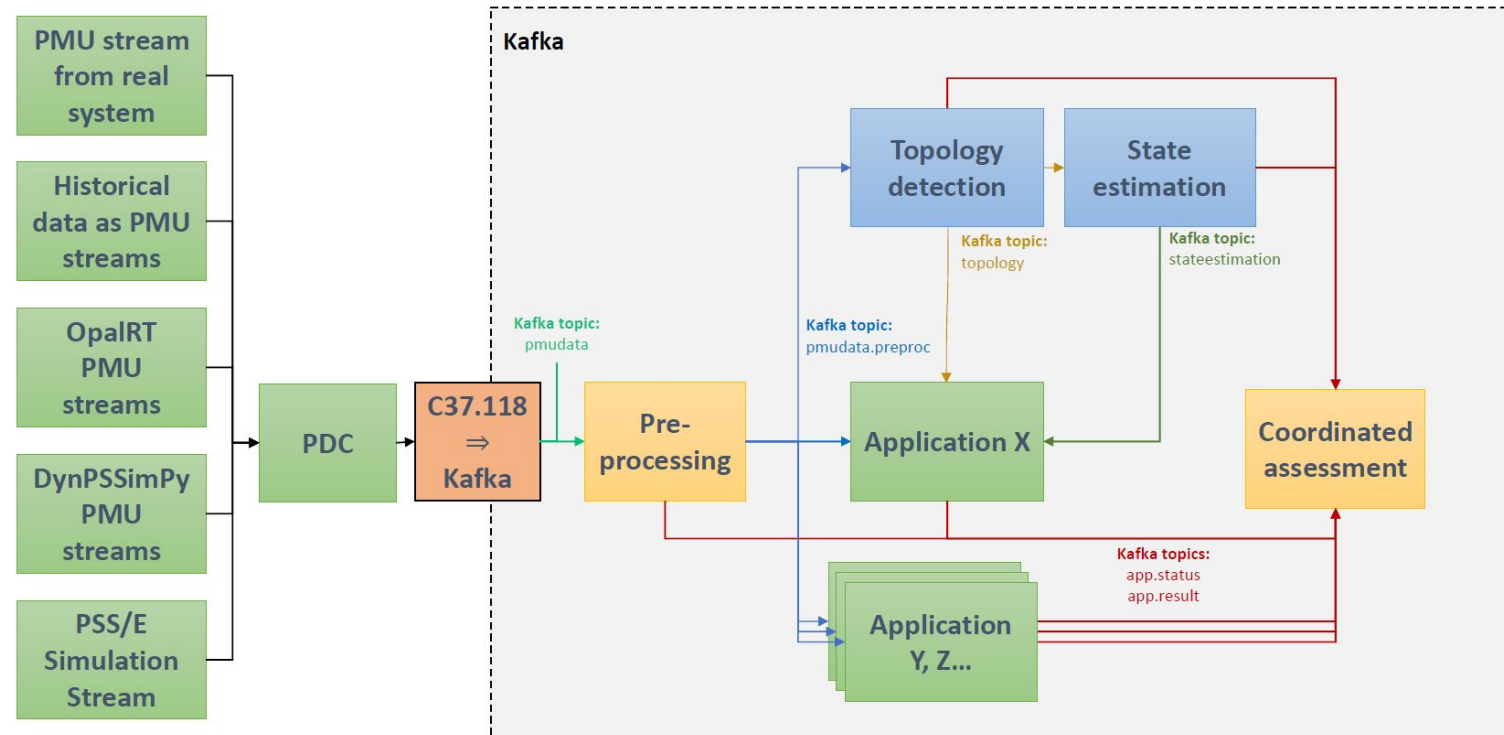 PMU stream
from real
system
Historical
data as PMU
streams
OpalRT
PMU
streams
DynPSSimPy
PMU
streams
PSS/E
Simulation
Stream
PDC
C37.118
⇒
Kafka
Kafka
Kafka topic:
pmudata
Pre-
processing
Kafka topic:
pmudata.preproc
Topology
detection
State
estimation
Kafka topic:
topology
Kafka topic:
stateestimation
Application X
Application
Y, Z...
Kafka topics:
app.status
app.result
Coordinated
assessment